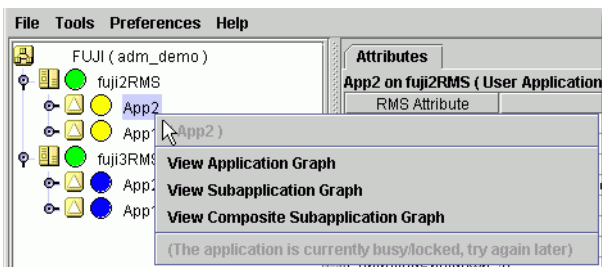 File Tools Preferences Help
FUJI ( adm_demo )
Attributes
fuji2RMS
App2 on fuji2RMS ( User Application
App2
RMS Attribute
App1
App2 )
View Application Graph
fuji3RMS
View Subapplication Graph
App2
View Composite Subapplication Graph
App1
(The application is currently busy/locked, try again later)